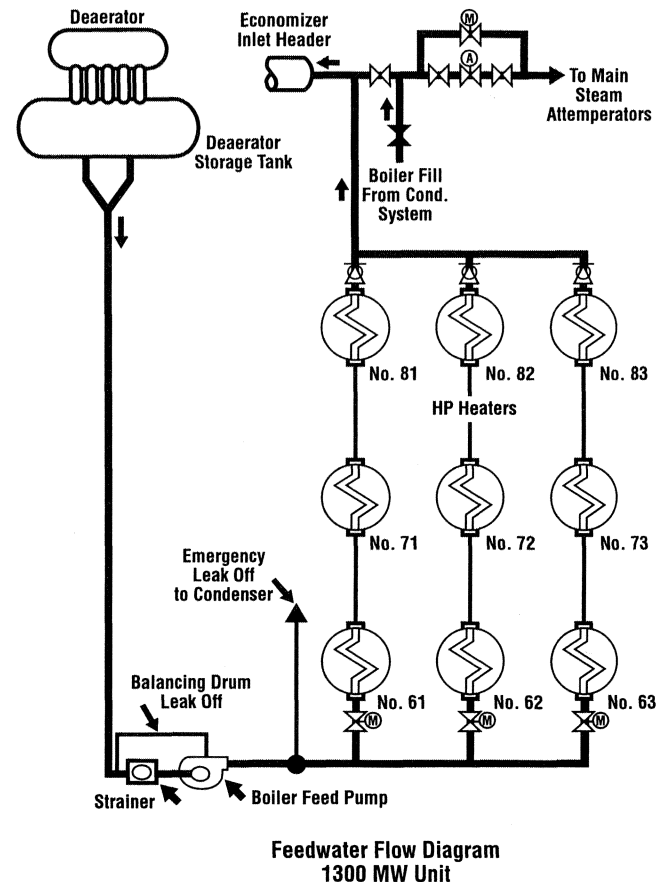 Deaerator
Deaerator
Storage Tank
Economizer
Inlet Header
M
A
To Main
Steam
Attemperators
Boiler Fill
From Cond.
System
No. 81
No. 82
No. 83
HP Heaters
No. 71
No. 72
No. 73
Emergency
Leak Off
to Condenser
No. 61
No. 62
No. 63
M
M
M
Balancing Drum
Leak Off
Strainer
Boiler Feed Pump
Feedwater Flow Diagram
1300 MW Unit